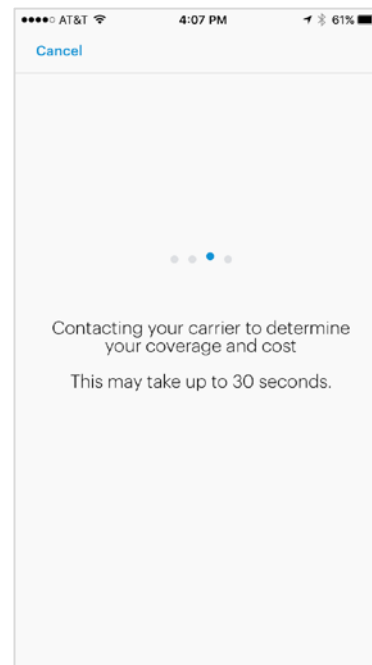 AT&T 4:07 PM 61%
Cancel
Contacting your carrier to determine
your coverage and cost
This may take up to 30 seconds.